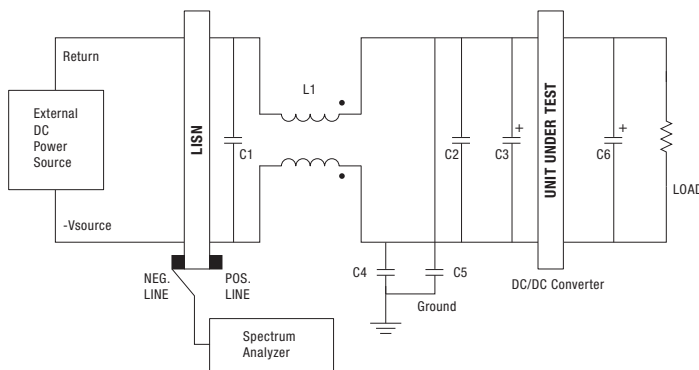 Return
External
DC
Power
Source
-Vsource
LISN
C1
L1
C2
C3
+
UNIT UNDER TEST
C6
+
LOAD
NEG.
LINE
POS.
LINE
C4
C5
Ground
DC/DC Converter
Spectrum
Analyzer